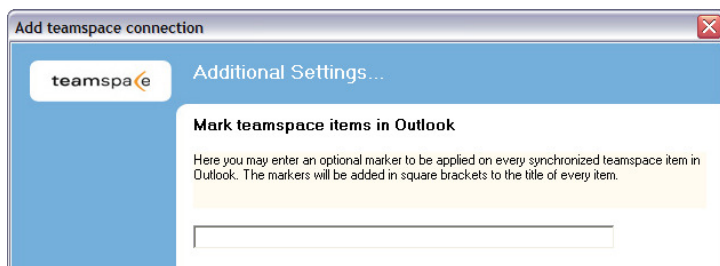 Add teamspace connection
teamspace
Additional Settings...
Mark teamspace items in Outlook
Here you may enter an optional marker to be applied on every synchronized teamspace item in
Outlook. The markers will be added in square brackets to the title of every item.